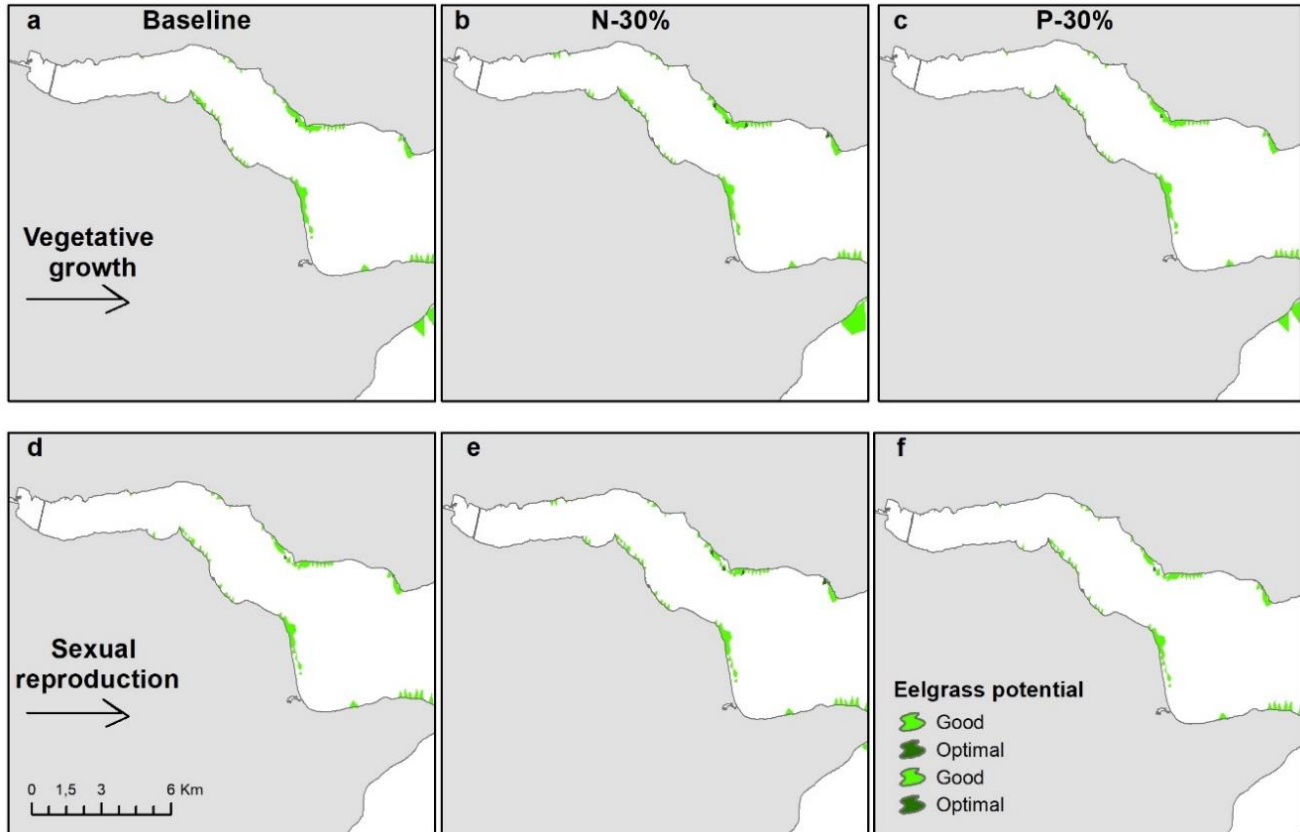 a Baseline
b N-30%
c P-30%
Vegetative
growth
d
e
f
Sexual
reproduction
0 1,5 3 6 Km
Eelgrass potential
Good
Optimal
Good
Optimal